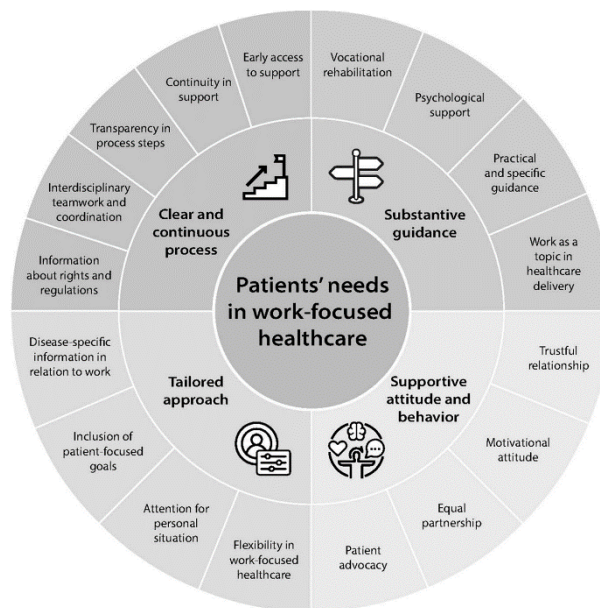 Early access
to support
Vocational
rehabilitation
Continuity in
support
Psychological
support
Transparency in
process steps
Practical
and specific
guidance
Interdisciplinary
teamwork and
coordination
Clear and
continuous
process
Substantive
guidance
Information
about rights and
regulations
Work as a
topic in
healthcare
delivery
Patients' needs
in work-focused
healthcare
Disease-specific
information in
relation to work
Tailored
approach
Supportive
attitude and
behavior
Trustful
relationship
Inclusion of
patient-focused
goals
Motivational
attitude
Attention for
personal
situation
Equal
partnership
Flexibility in
work-focused
healthcare
Patient
advocacy